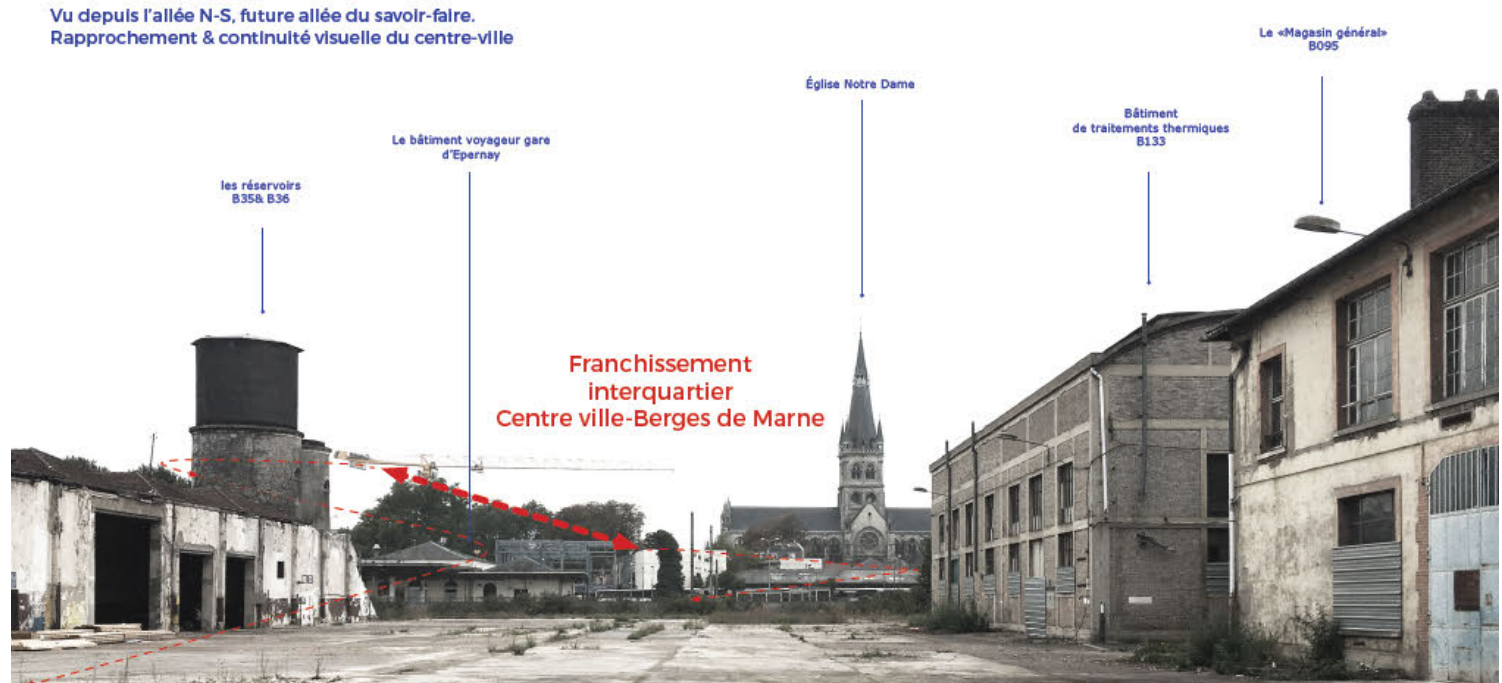 Vu depuis l'allée N-S, future allée du savoir-faire.
Rapprochement & continuité visuelle du centre-ville
Le «Magasin général»
B095
Église Notre Dame
Bâtiment
de traitements thermiques
B133
Le bâtiment voyageur gare
d'Epernay
les réservoirs
B35& B36
Franchissement
interquartier
Centre ville-Berges de Marne